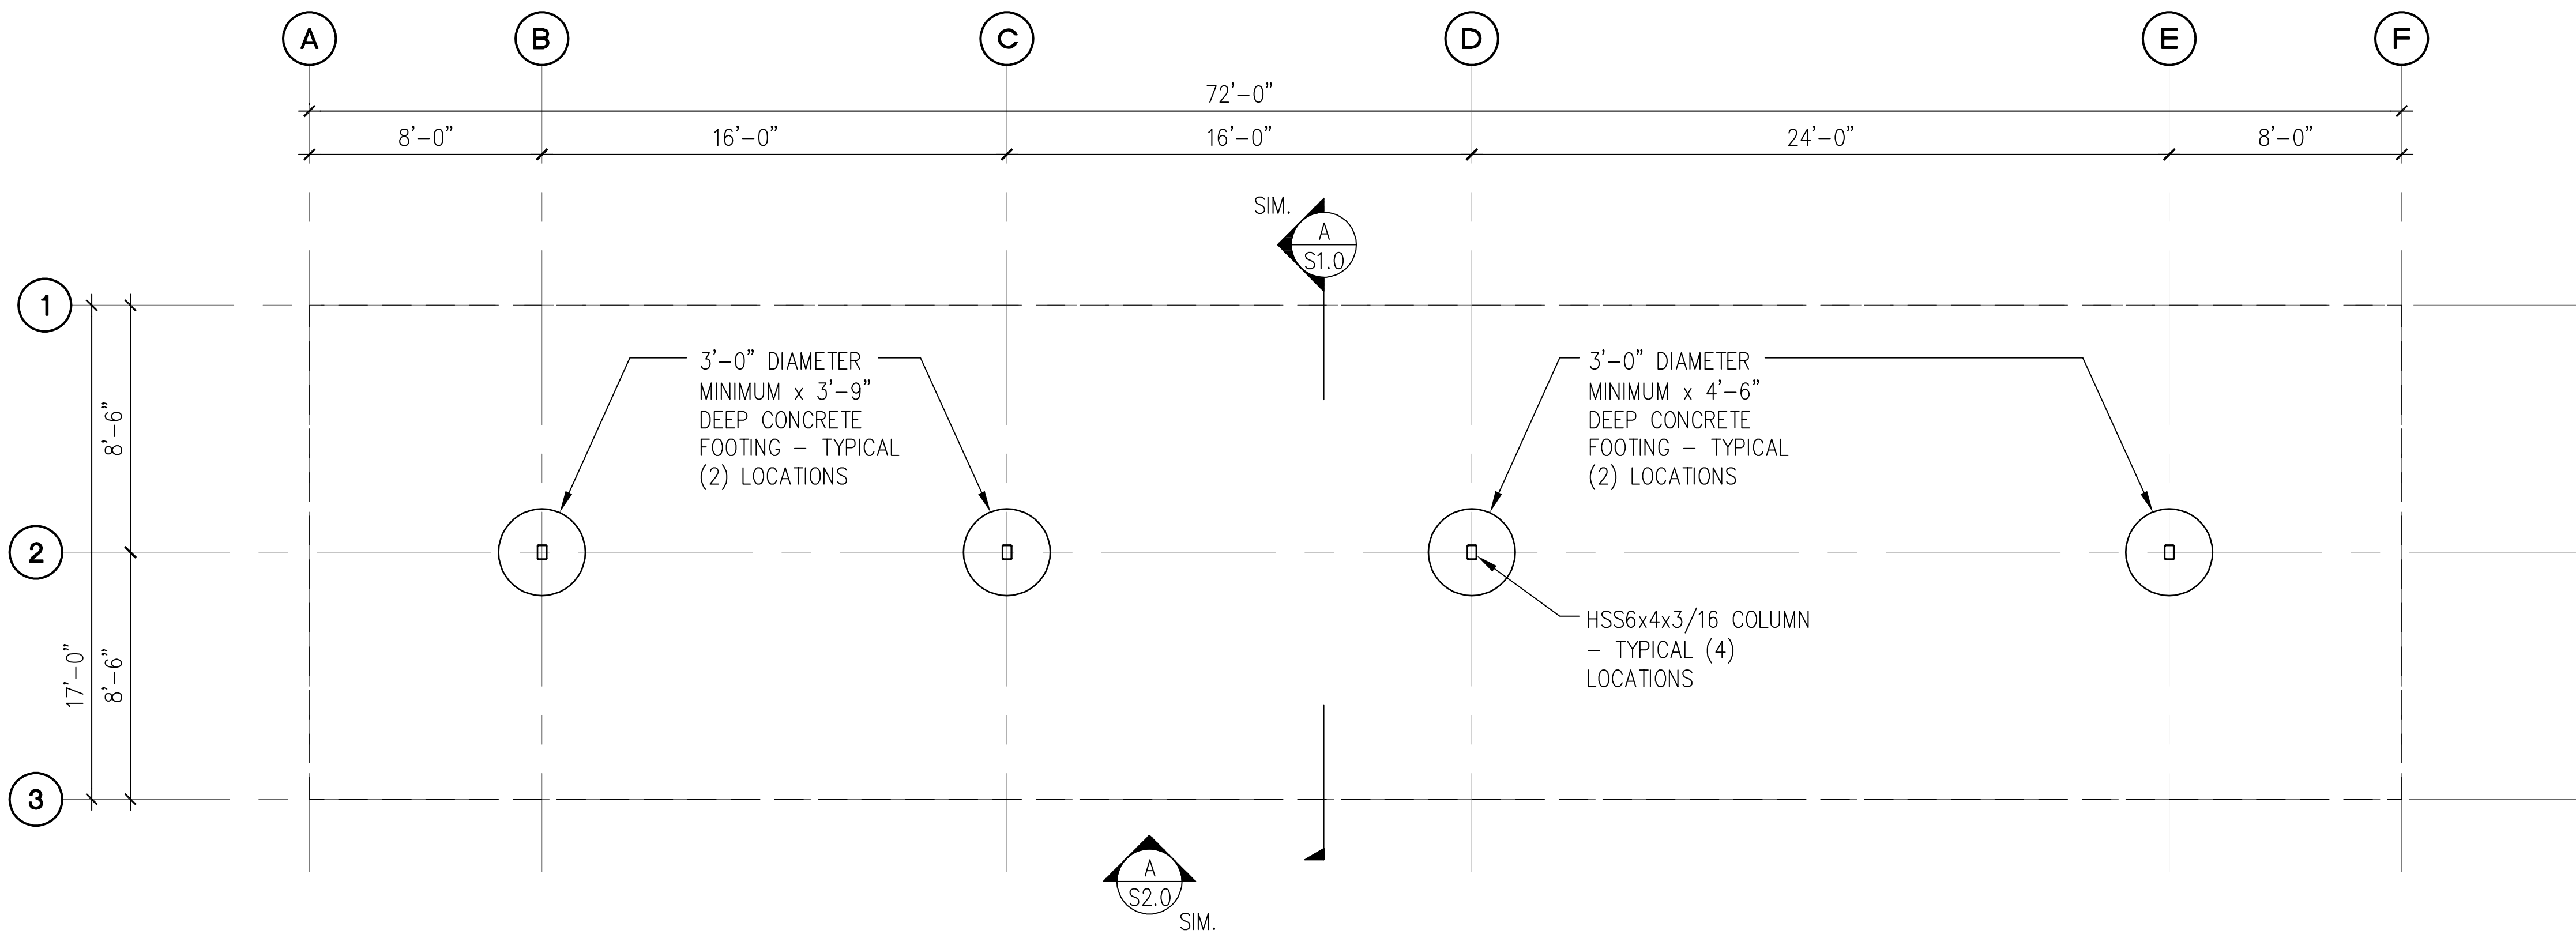 A
B
C
D
E
F
72'-0"
8'-0"
16'-0"
16'-0"
24'-0"
8'-0"
SIM.
A
S1.0
1
3'-0" DIAMETER
MINIMUM x 3'-9"
DEEP CONCRETE
FOOTING - TYPICAL
(2) LOCATIONS
3'-0" DIAMETER
MINIMUM x 4'-6"
DEEP CONCRETE
FOOTING - TYPICAL
(2) LOCATIONS
8'-6"
2
HSS6x4x3/16 COLUMN
- TYPICAL (4)
LOCATIONS
17'-0"
8'-6"
3
A
S2.0
SIM.